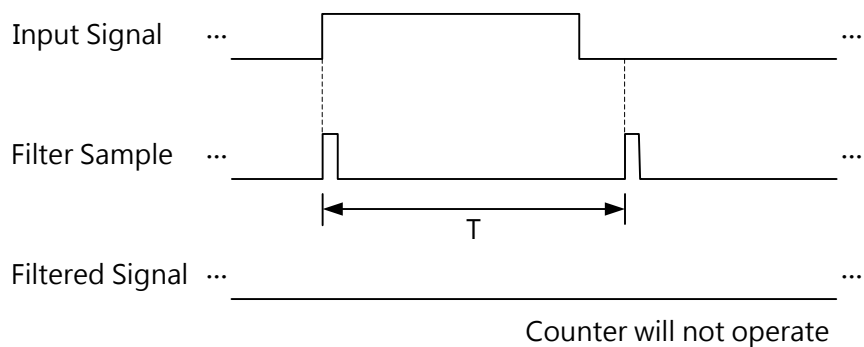 Input Signal ... ...
Filter Sample ... ...
T
Filtered Signal ... ...
Counter will not operate